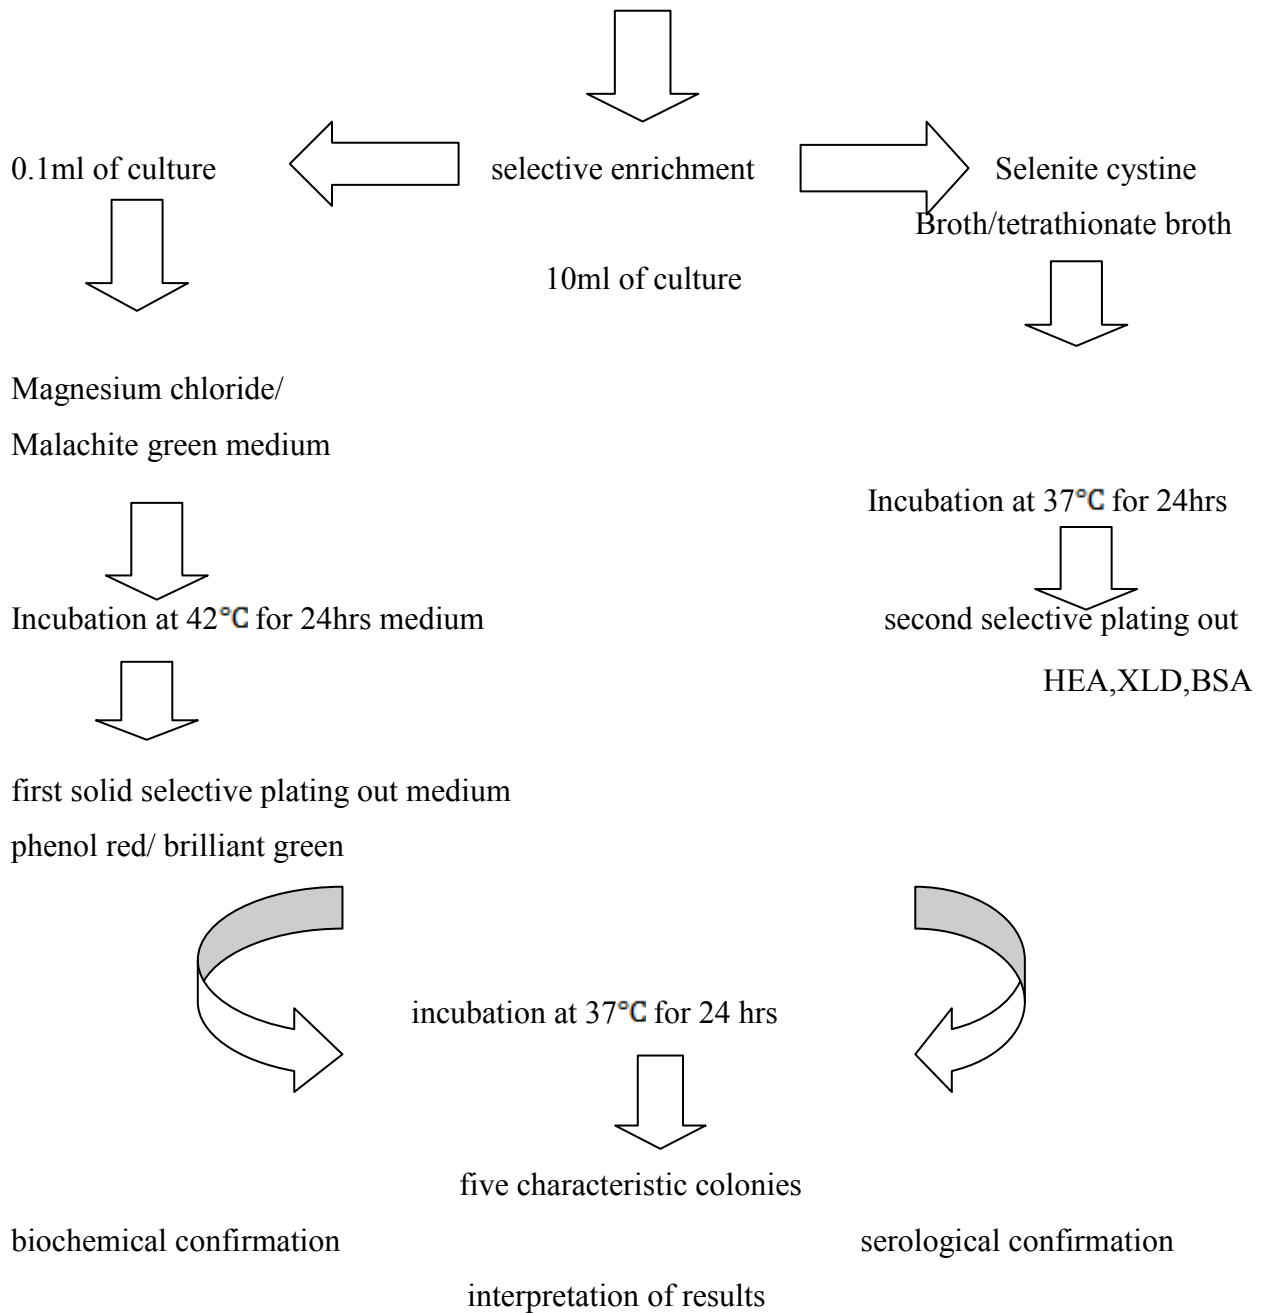 0.1ml of culture
selective enrichment
Selenite cystine
Broth/tetrathionate broth
10ml of culture
Magnesium chloride/
Malachite green medium
Incubation at 37°C for 24hrs
Incubation at 42°C for 24hrs medium
second selective plating out
HEA,XLD,BSA
first solid selective plating out medium
phenol red/ brilliant green
incubation at 37°C for 24 hrs
five characteristic colonies
biochemical confirmation
serological confirmation
interpretation of results